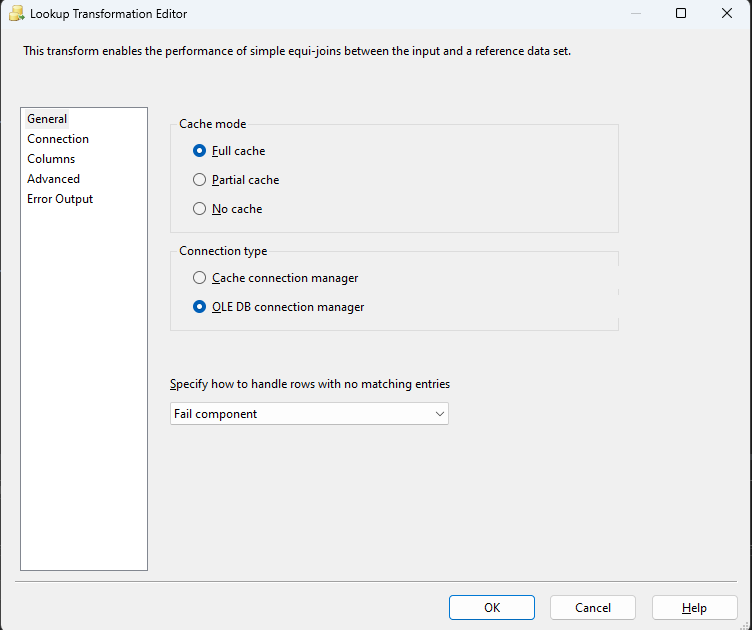 Lookup Transformation Editor
This transform enables the performance of simple equi-joins between the input and a reference data set.
General
Connection
Columns
Advanced
Error Output
Cache mode
Full cache
Partial cache
No cache
Connection type
Cache connection manager
OLE DB connection manager
Specify how to handle rows with no matching entries
Fail component
OK
Cancel
Help